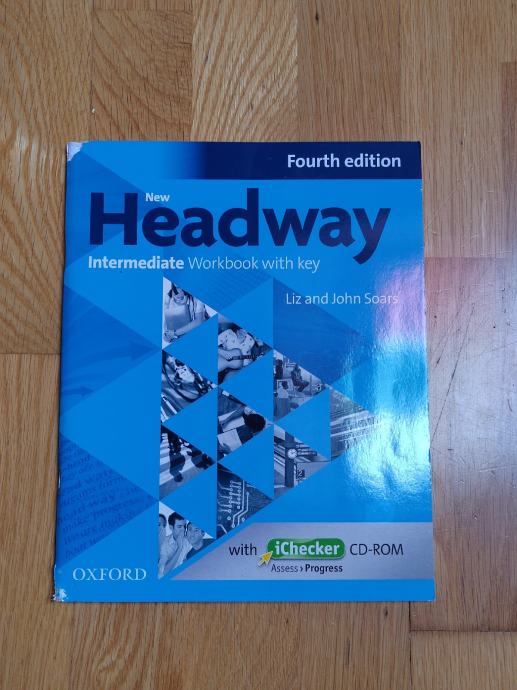 Fourth edition
New
Headway
Intermediate Workbook with key
Liz and John Soars
with iChecker CD-ROM
Assess › Progress
OXFORD